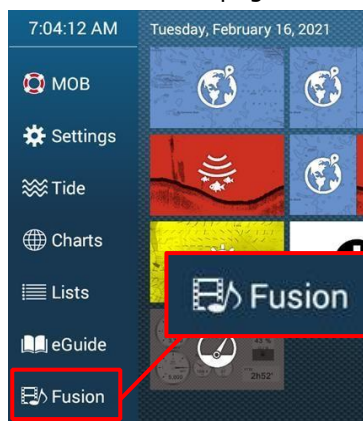 7:04:12 AM
Tuesday, February 16, 2021
MOB
Settings
Tide
Charts
Lists
eGuide
Fusion
Fusion
2h52'